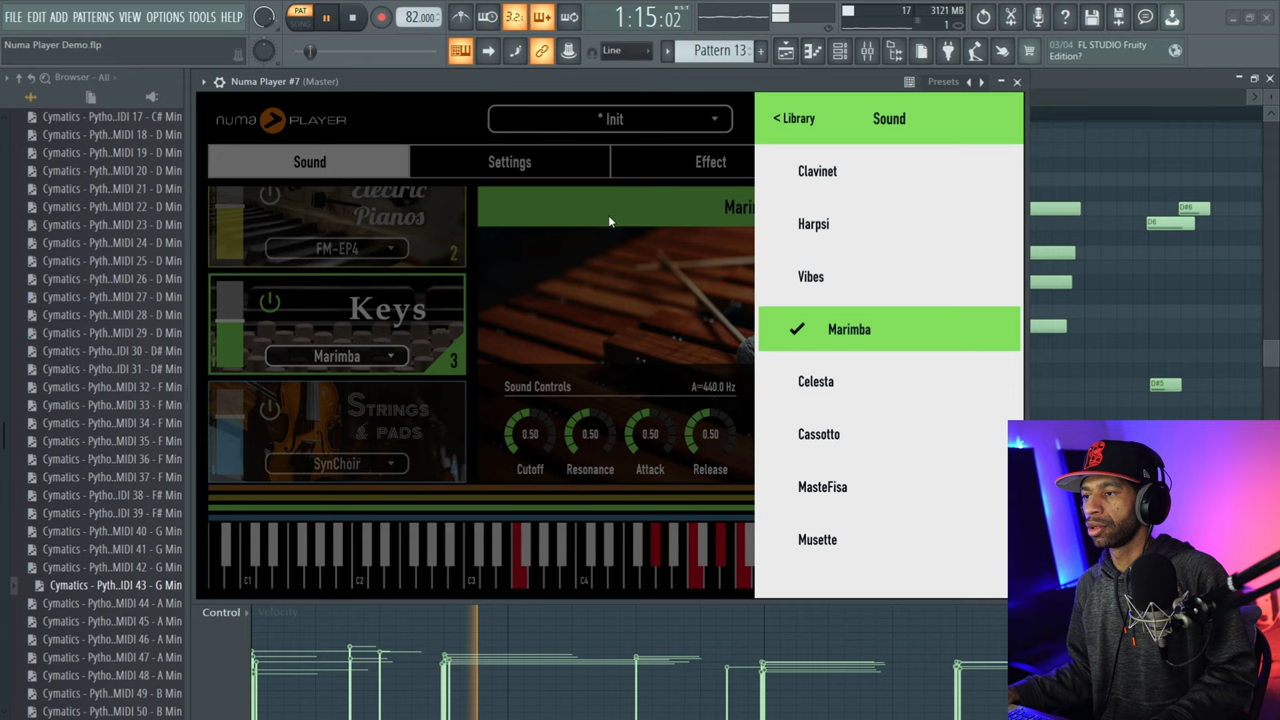 FILE EDIT ADD PATTERNS VIEW OPTIONS TOOLS HELP
PAT
SONG
82.000
3.2
1:15:02
17
3121 MB
Numa Player Demo.flp
Line
Pattern 13
03/04 FL STUDIO Fruity
Edition?
Browser - All
Numa Player #7 (Master)
Presets
numa PLAYER
* Init
Sound
Settings
Effect
Electric
Pianos
FM-EP4
2
Keys
Marimba
3
STRINGS
& PADS
SynChoir
Mari
Sound Controls
A=440.0 Hz
0.50
0.50
0.50
0.50
Cutoff
Resonance
Attack
Release
C1
C2
C3
C4
< Library
Sound
Clavinet
Harpsi
Vibes
Marimba
Celesta
Cassotto
MasteFisa
Musette
Cymatics - Pytho..IDI 17 - C# Min
Cymatics - Pyth..MIDI 18 - D Min
Cymatics - Pyth..MIDI 19 - D Min
Cymatics - Pyth..MIDI 20 - D Min
Cymatics - Pyth..MIDI 21 - D Min
Cymatics - Pyth..MIDI 22 - D Min
Cymatics - Pyth..MIDI 23 - D Min
Cymatics - Pyth..MIDI 24 - D Min
Cymatics - Pyth..MIDI 25 - D Min
Cymatics - Pyth..MIDI 26 - D Min
Cymatics - Pyth..MIDI 27 - D Min
Cymatics - Pyth..MIDI 28 - D Min
Cymatics - Pyth..MIDI 29 - D Min
Cymatics - Pytho..IDI 30 - D# Min
Cymatics - Pytho..IDI 31 - D# Min
Cymatics - Pyth..MIDI 32 - F Min
Cymatics - Pyth..MIDI 33 - F Min
Cymatics - Pyth..MIDI 34 - F Min
Cymatics - Pyth..MIDI 35 - F Min
Cymatics - Pyth..MIDI 36 - F Min
Cymatics - Pyth..MIDI 37 - F Min
Cymatics - Pytho..IDI 38 - F# Min
Cymatics - Pytho..IDI 39 - F# Min
Cymatics - Pyth..MIDI 40 - G Min
Cymatics - Pyth..MIDI 41 - G Min
Cymatics - Pyth..MIDI 42 - G Min
Cymatics - Pyth...IDI 43 - G Min
Cymatics - Pyth..MIDI 44 - A Min
Cymatics - Pyth..MIDI 45 - A Min
Cymatics - Pyth..MIDI 46 - A Min
Cymatics - Pyth..MIDI 47 - A Min
Cymatics - Pyth..MIDI 48 - A Min
Cymatics - Pyth..MIDI 49 - B Min
Cymatics - Pyth..MIDI 50 - B Min
D#6
D6
D#5
Control
Velocity